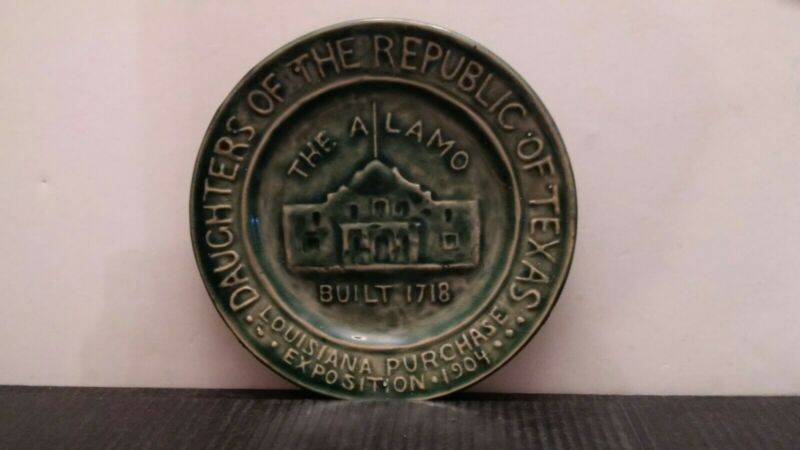 DAUGHTERS OF THE REPUBLIC OF TEXAS
THE ALAMO
BUILT 1718
LOUISIANA PURCHASE
EXPOSITION • 1904